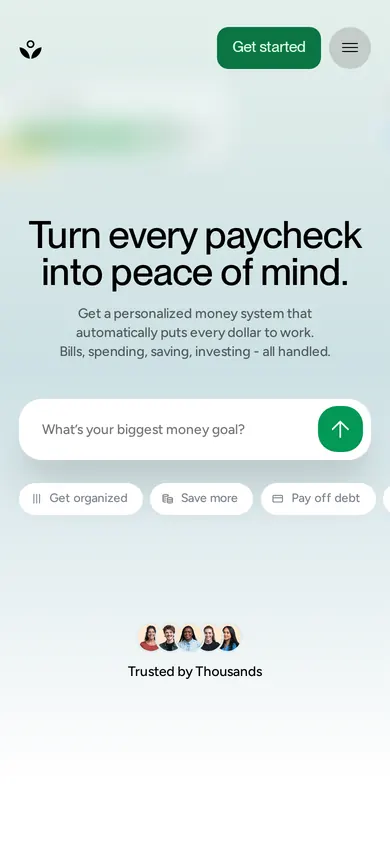 Get started
Turn every paycheck
into peace of mind.
Get a personalized money system that
automatically puts every dollar to work.
Bills, spending, saving, investing - all handled.
What's your biggest money goal?
Get organized
Save more
Pay off debt
Trusted by Thousands